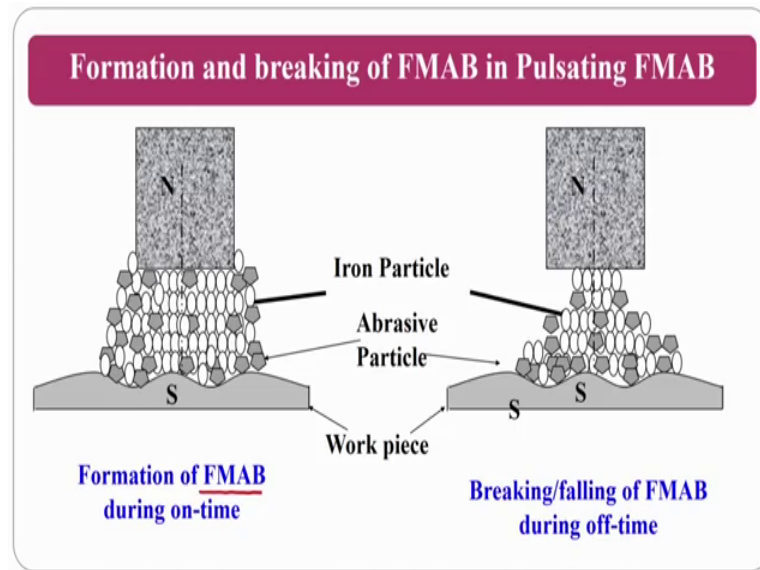 Formation and breaking of FMAB in Pulsating FMAB
N
N
Iron Particle
Abrasive
Particle
S
S
S
Work piece
Formation of FMAB
during on-time
Breaking/falling of FMAB
during off-time